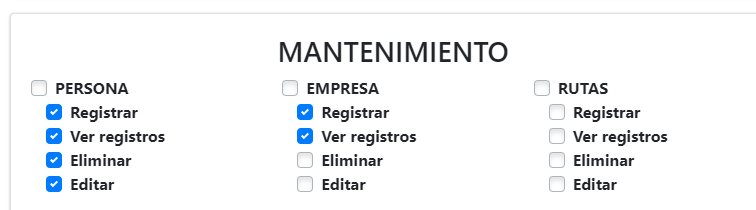 MANTENIMIENTO
PERSONA
Registrar
Ver registros
Eliminar
Editar
EMPRESA
Registrar
Ver registros
Eliminar
Editar
RUTAS
Registrar
Ver registros
Eliminar
Editar